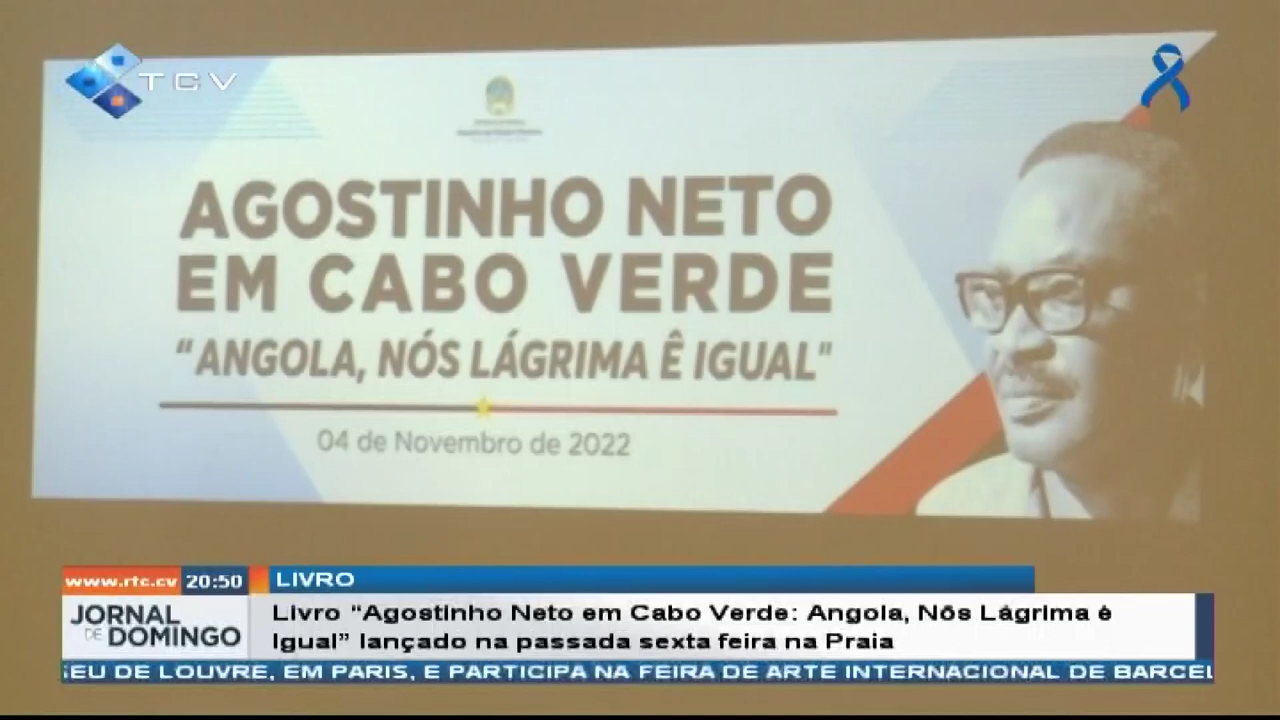 TCV
AGOSTINHO NETO
EM CABO VERDE
“ANGOLA, NÓS LÁGRIMA Ê IGUAL"
04 de Novembro de 2022
www.rtc.cv 20:50 LIVRO
JORNAL DE DOMINGO
Livro “Agostinho Neto em Cabo Verde: Angola, Nós Lágrima é
Igual” lançado na passada sexta feira na Praia
EU DE LOUVRE, EM PARIS, E PARTICIPA NA FEIRA DE ARTE INTERNACIONAL DE BARCEL